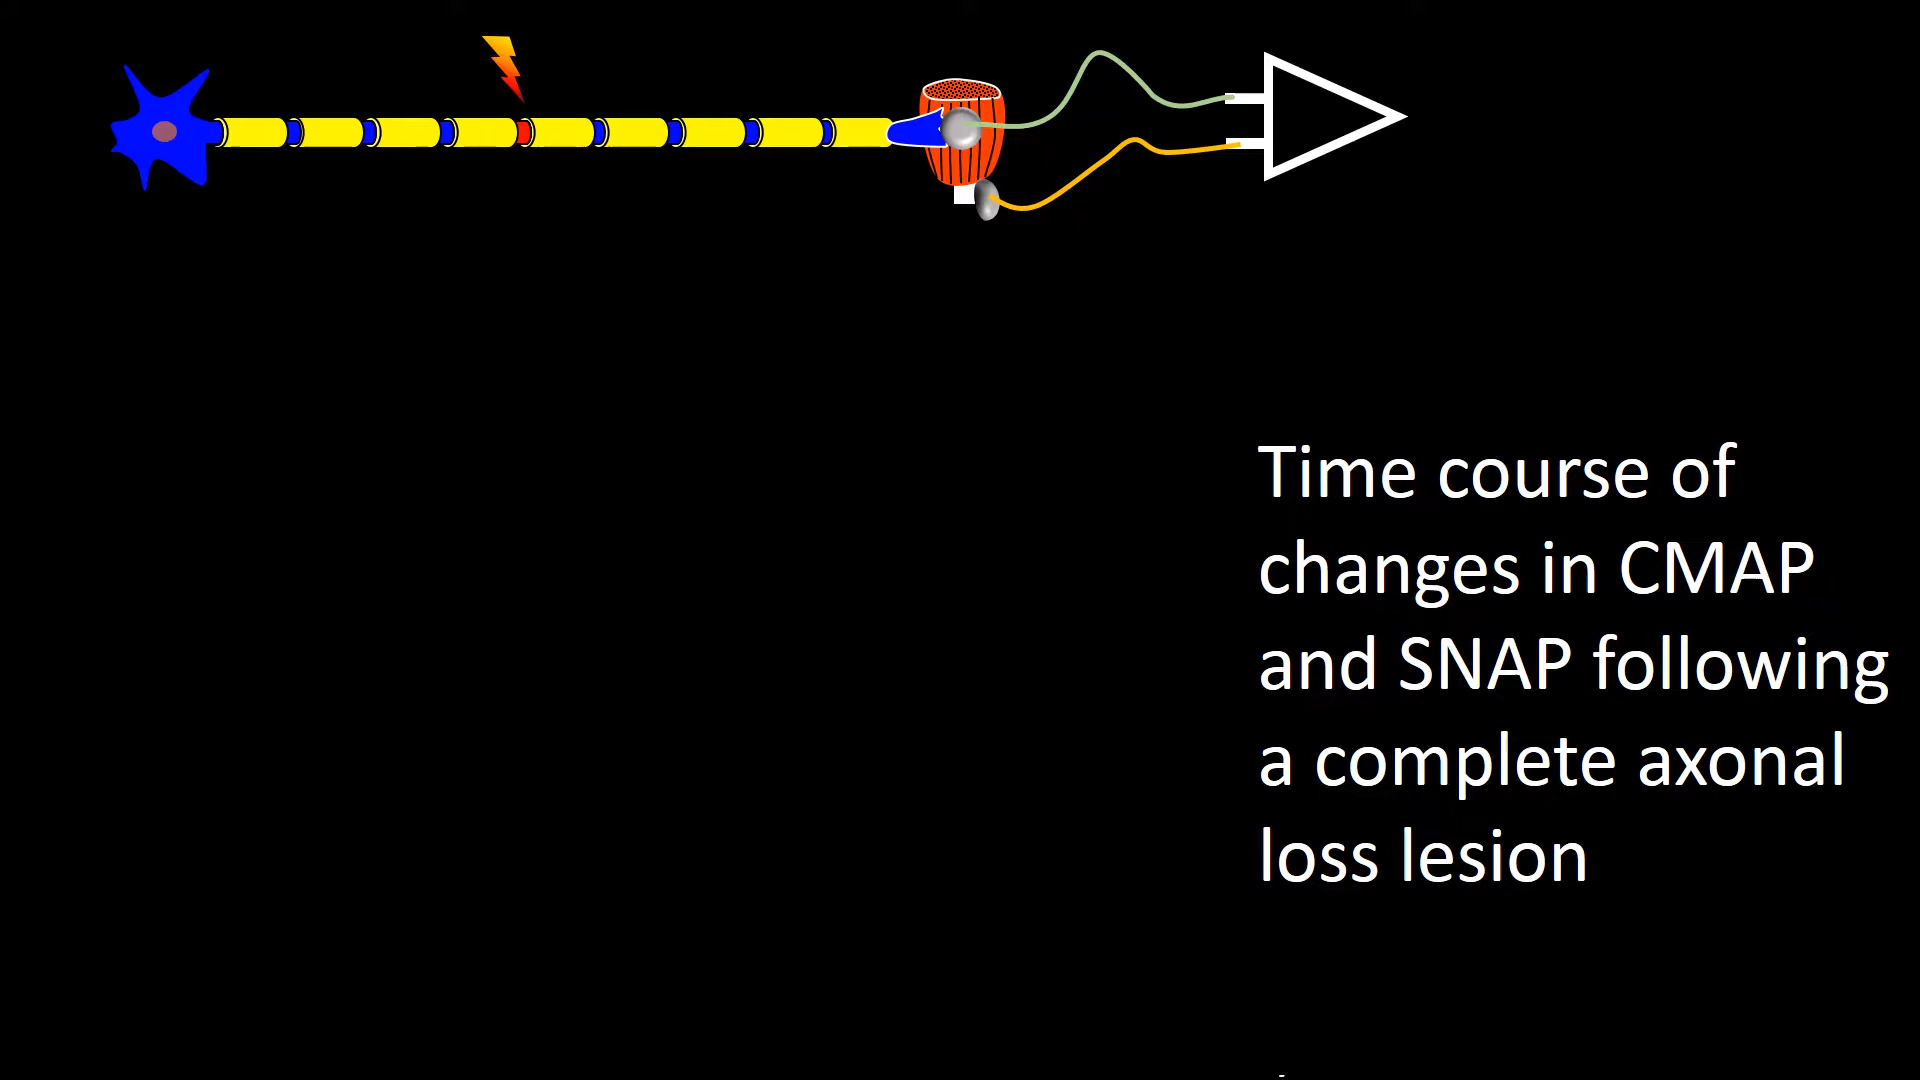 Time course of
changes in CMAP
and SNAP following
a complete axonal
loss lesion